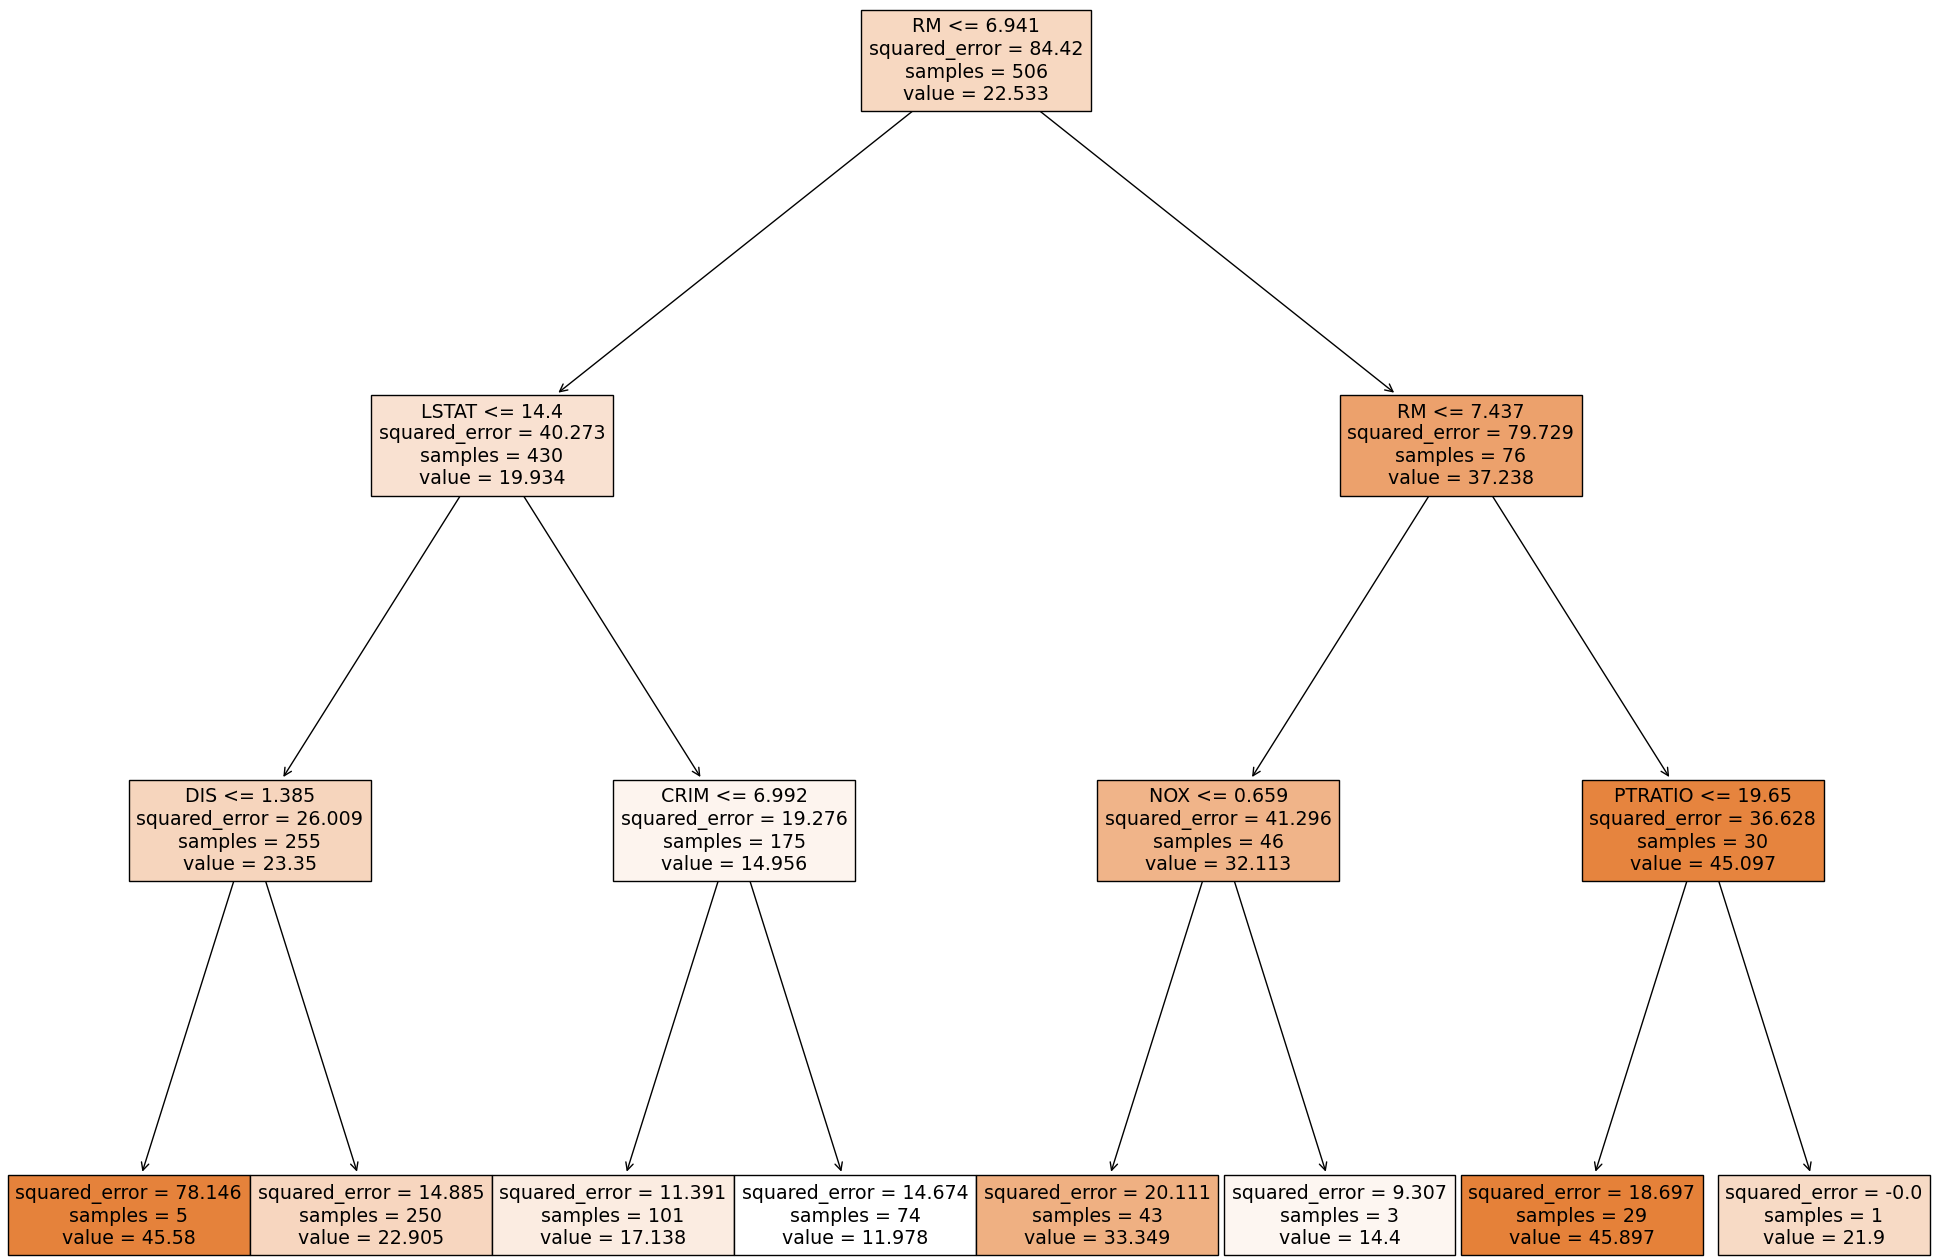 RM <= 6.941
squared_error = 84.42
samples = 506
value = 22.533
LSTAT <= 14.4
squared_error = 40.273
samples = 430
value = 19.934
RM <= 7.437
squared_error = 79.729
samples = 76
value = 37.238
DIS <= 1.385
squared_error = 26.009
samples = 255
value = 23.35
CRIM <= 6.992
squared_error = 19.276
samples = 175
value = 14.956
NOX <= 0.659
squared_error = 41.296
samples = 46
value = 32.113
PTRATIO <= 19.65
squared_error = 36.628
samples = 30
value = 45.097
squared_error = 78.146
samples = 5
value = 45.58
squared_error = 14.885
samples = 250
value = 22.905
squared_error = 11.391
samples = 101
value = 17.138
squared_error = 14.674
samples = 74
value = 11.978
squared_error = 20.111
samples = 43
value = 33.349
squared_error = 9.307
samples = 3
value = 14.4
squared_error = 18.697
samples = 29
value = 45.897
squared_error = -0.0
samples = 1
value = 21.9